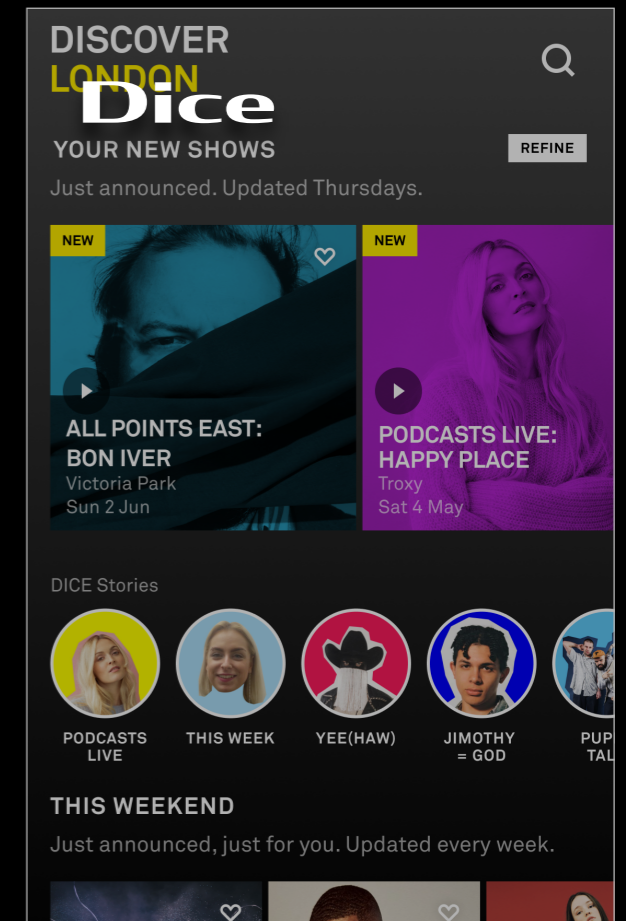 DISCOVER
LONDON
Dice
YOUR NEW SHOWS
REFINE
Just announced. Updated Thursdays.
NEW
NEW
ALL POINTS EAST:
BON IVER
Victoria Park
Sun 2 Jun
PODCASTS LIVE:
HAPPY PLACE
Troxy
Sat 4 May
DICE Stories
PODCASTS
LIVE
THIS WEEK
YEE(HAW)
JIMOTHY
= GOD
PUP
TAL
THIS WEEKEND
Just announced, just for you. Updated every week.